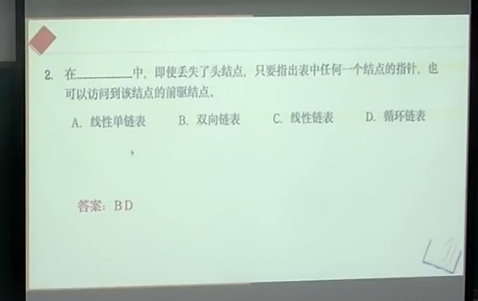 2. 在________中，即使丢失了头结点，只要指出表中任何一个结点的指针，也
可以访问到该结点的前驱结点。
A. 线性单链表 B. 双向链表 C. 线性链表 D. 循环链表
答案：B D